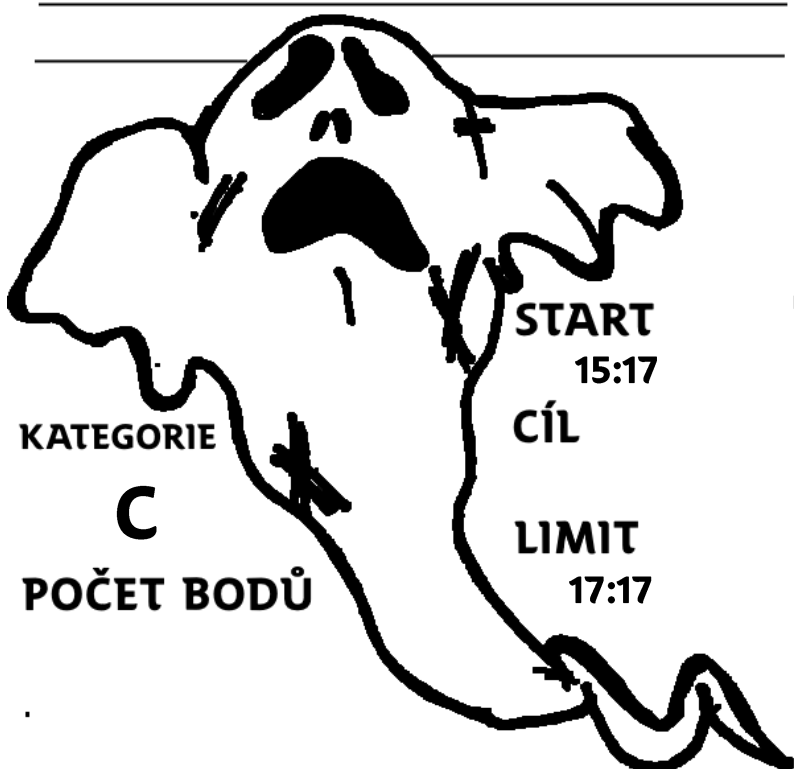 START
15:17
CÍL
KATEGORIE
C
LIMIT
17:17
POČET BODŮ